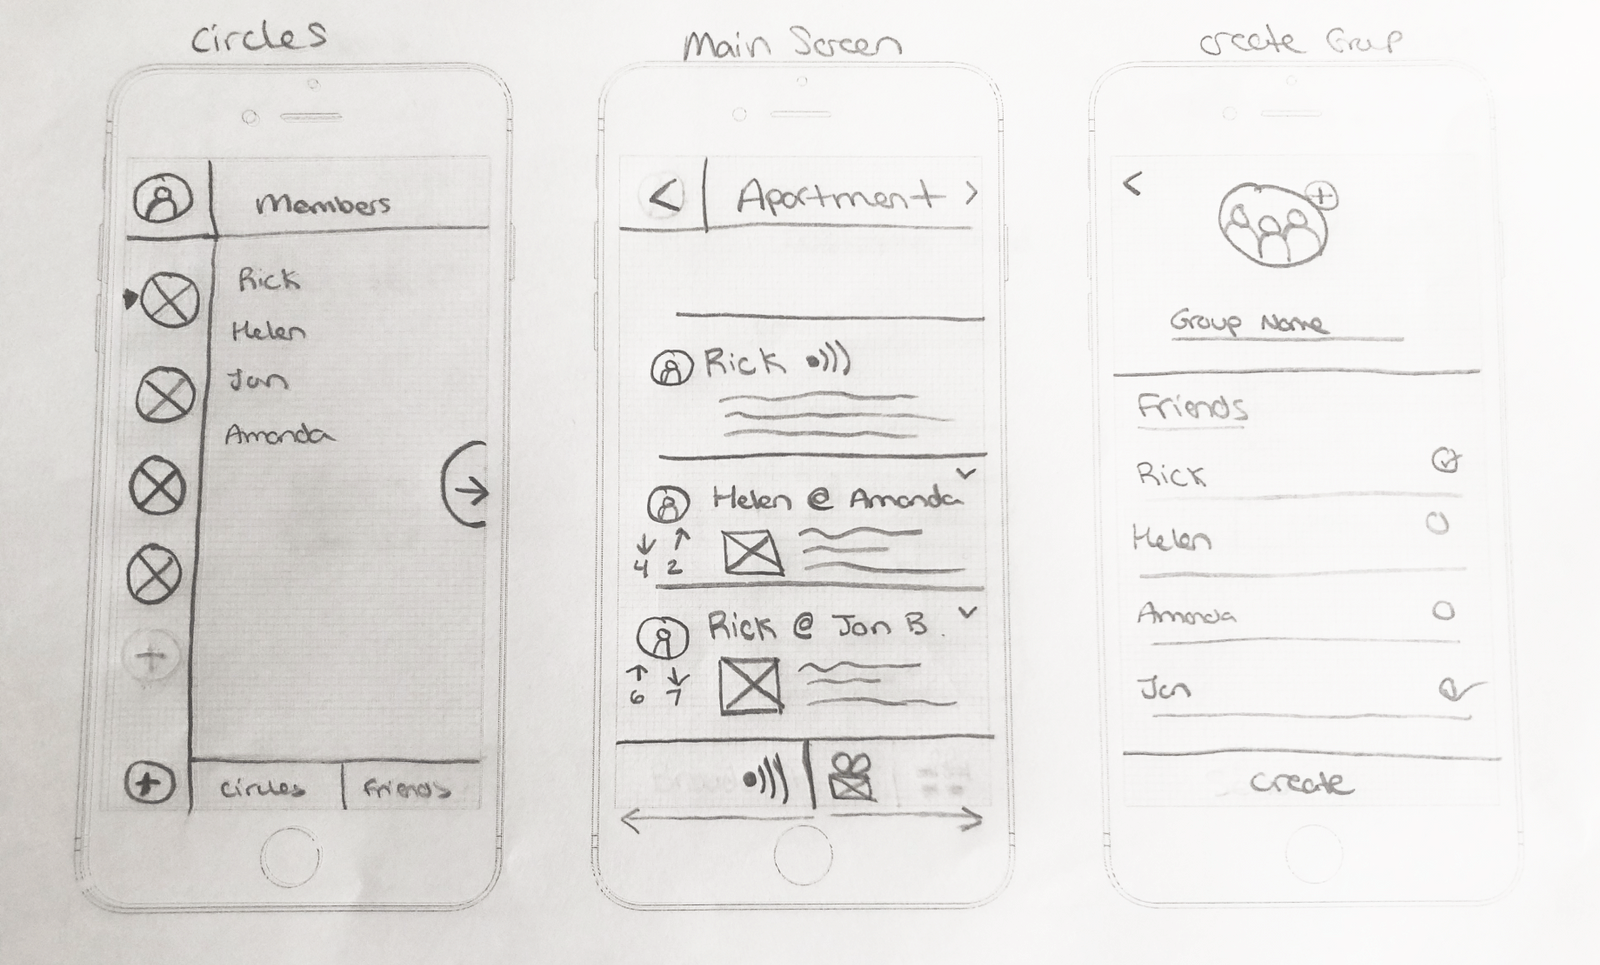 Circles
Members
Rick
Helen
Jon
Amanda
Circles
Friends
Main Screen
< Apartment >
Rick
Helen @ Amanda
4 2
Rick @ Jon B.
6 7
Create Group
<
Group Name
Friends
Rick
Helen
Amanda
Jon
Create